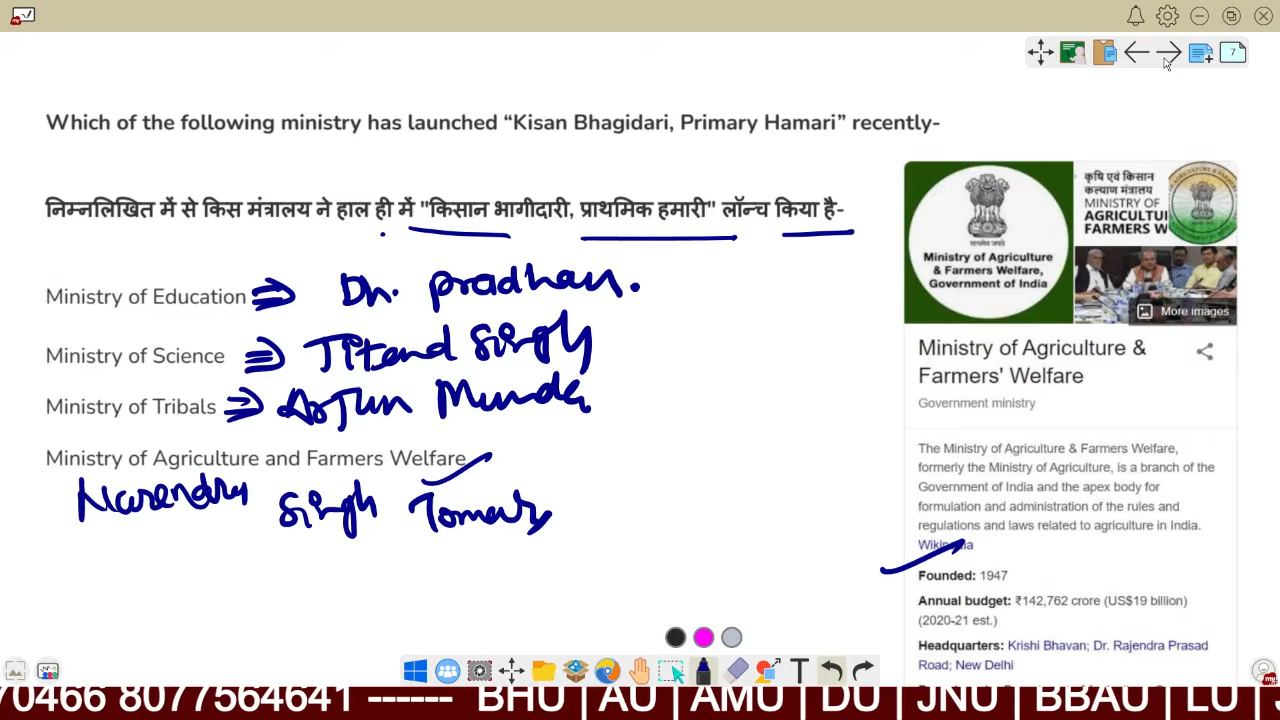 7
Which of the following ministry has launched “Kisan Bhagidari, Primary Hamari” recently-
निम्नलिखित में से किस मंत्रालय ने हाल ही में "किसान भागीदारी, प्राथमिक हमारी" लॉन्च किया है-
Ministry of Education ⇒ Dh. pradhan.
Ministry of Science ⇒ Jitend Singh
Ministry of Tribals ⇒ Arjun Munda
Ministry of Agriculture and Farmers Welfare
Narendra Singh Tomar
Ministry of Agriculture
& Farmers Welfare,
Government of India
कृषि एवं किसान
कल्याण मंत्रालय
MINISTRY OF
AGRICULTU
FARMERS W
More images
Ministry of Agriculture &
Farmers' Welfare
Government ministry
The Ministry of Agriculture & Farmers Welfare,
formerly the Ministry of Agriculture, is a branch of the
Government of India and the apex body for
formulation and administration of the rules and
regulations and laws related to agriculture in India.
Wikipedia
Founded: 1947
Annual budget: ₹142,762 crore (US$19 billion)
(2020-21 est.)
Headquarters: Krishi Bhavan; Dr. Rajendra Prasad
Road; New Delhi
70466 8077564641 ------ BHU | AU | AMU | DU | JNU | BBAU | LU |